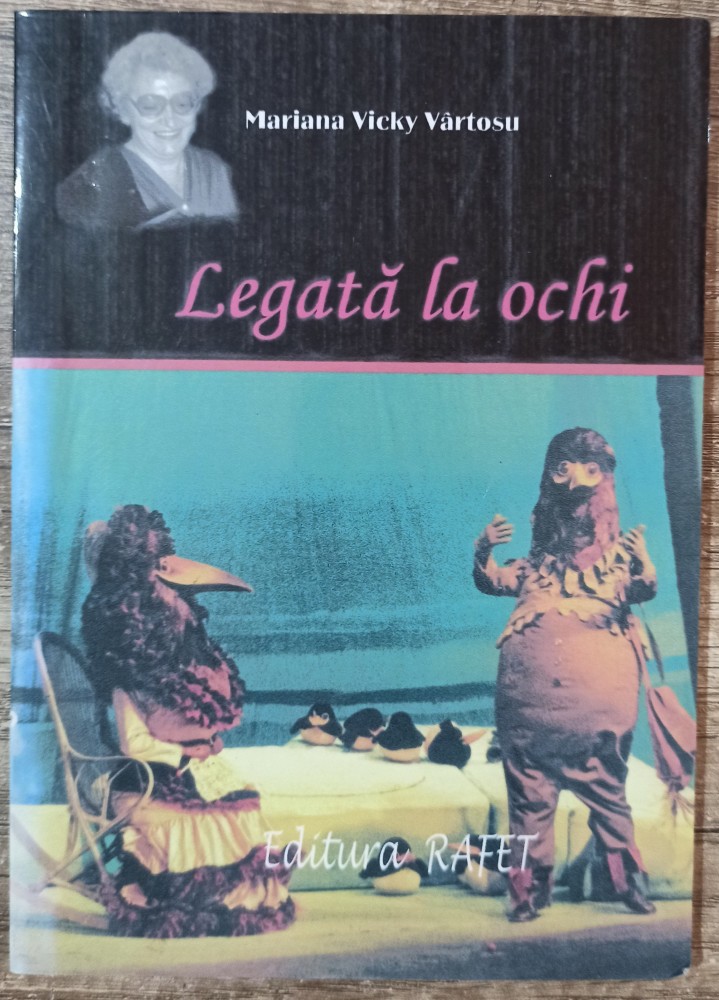 Mariana Vicky Vârtosu
Legată la ochi
Editura RAFET